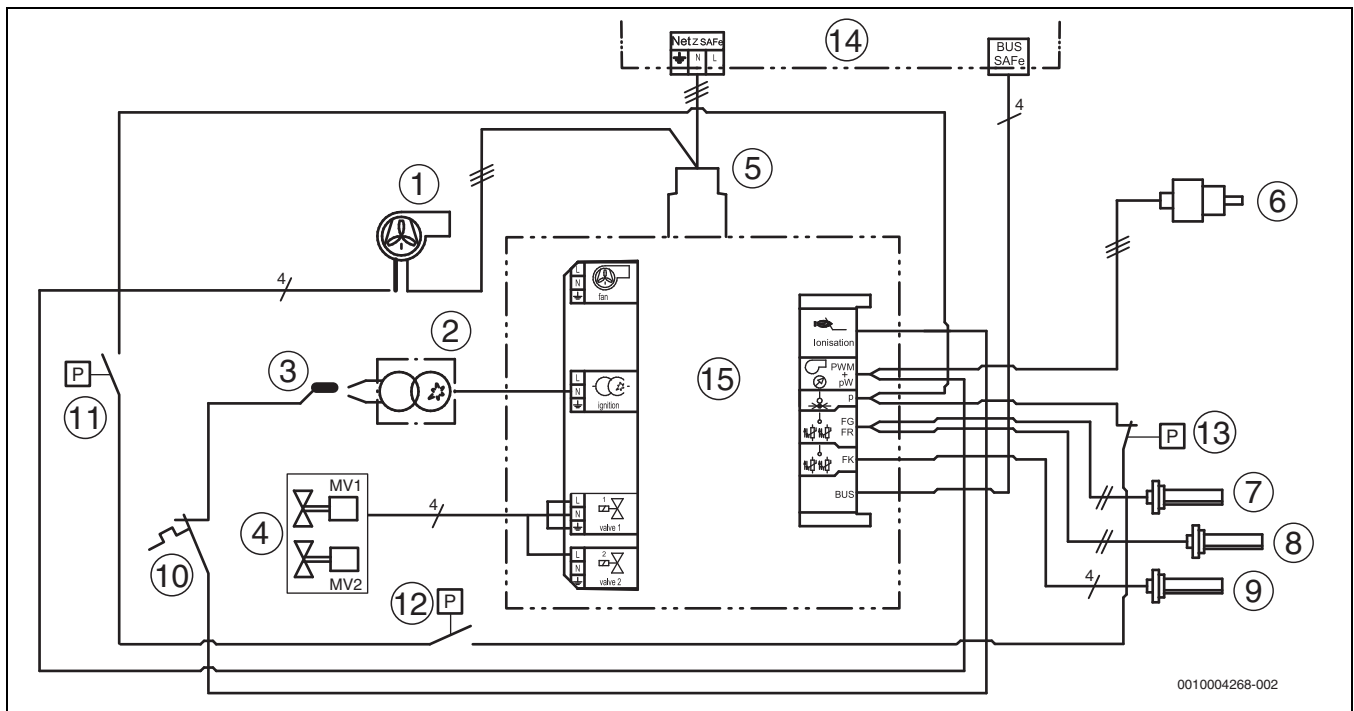 Netz SAFe
N L
14
BUS
SAFe
4
5
1
6
L
N
fan
4
2
Ionisation
PWM
+
pW
P
3
15
11
L
N
ignition
p
FG
FR
P
13
FK
7
MV1
4
4
1
L
N
valve 1
BUS
8
10
MV2
2
L
N
valve 2
4
9
12
P
0010004268-002